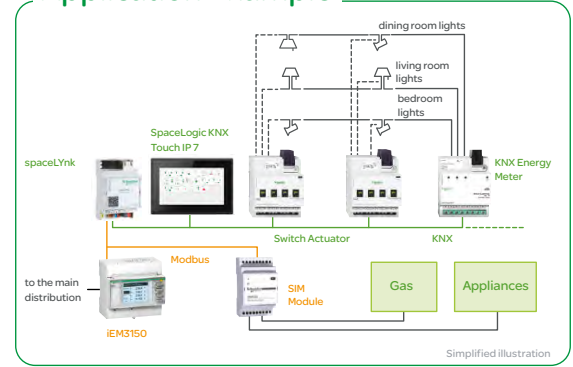 dining room lights
living room
lights
bedroom
lights
SpaceLogic KNX
Touch IP 7
spaceLYnk
KNX Energy
Meter
Switch Actuator
KNX
Modbus
to the main
distribution
SIM
Module
Gas
Appliances
iEM3150
Simplified illustration